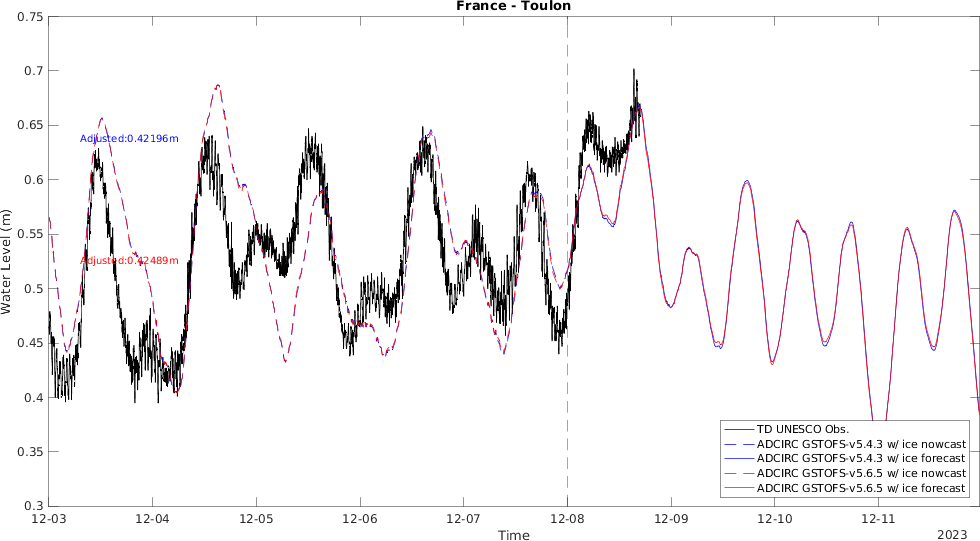 France - Toulon
0.75
0.7
0.65
0.6
0.55
0.5
0.45
0.4
0.35
0.3
Water Level (m)
Adjusted:0.42196m
Adjusted:0.42489m
TD UNESCO Obs.
ADCIRC GSTOFS-v5.4.3 w/ ice nowcast
ADCIRC GSTOFS-v5.4.3 w/ ice forecast
ADCIRC GSTOFS-v5.6.5 w/ ice nowcast
ADCIRC GSTOFS-v5.6.5 w/ ice forecast
12-03 12-04 12-05 12-06 12-07 12-08 12-09 12-10 12-11
Time
2023